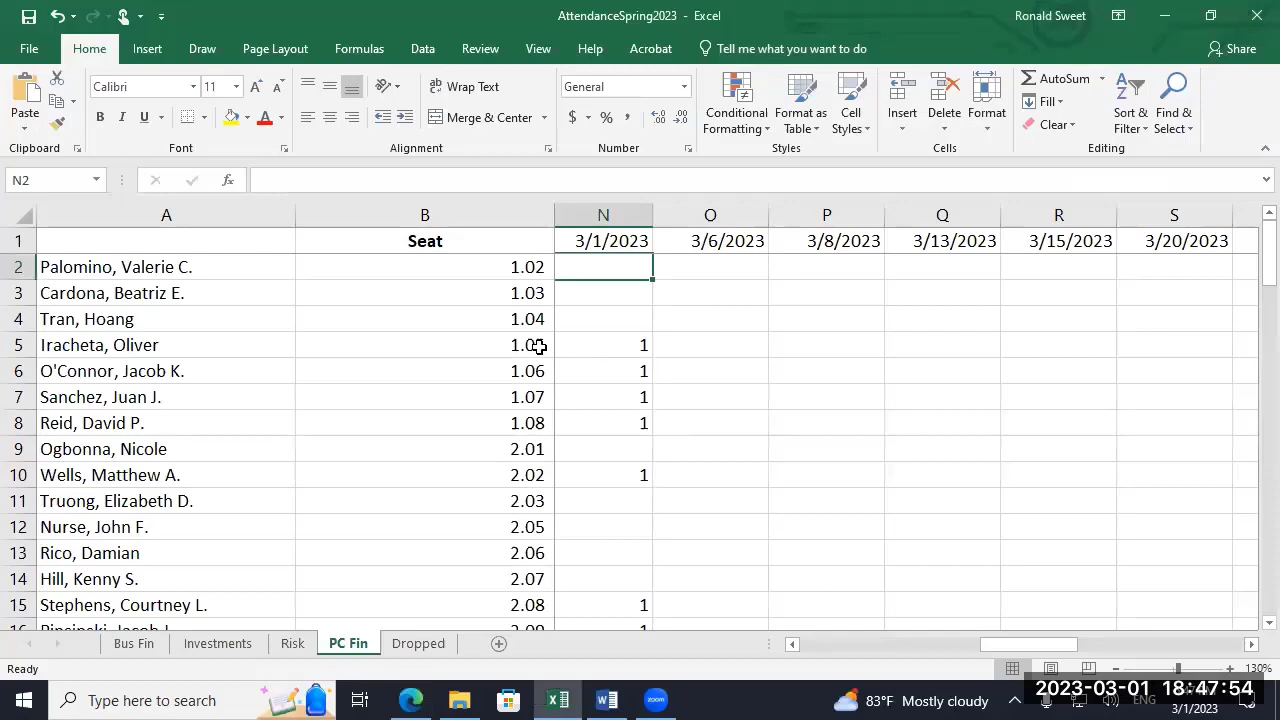 AttendanceSpring2023 - Excel
Ronald Sweet
File Home Insert Draw Page Layout Formulas Data Review View Help Acrobat Tell me what you want to do Share
Paste
Calibri 11
B I U
Wrap Text
Merge & Center
General
$ % ,
Conditional Formatting
Format as Table
Cell Styles
Insert
Delete
Format
AutoSum
Fill
Clear
Sort & Filter
Find & Select
Clipboard Font Alignment Number Styles Cells Editing
N2
fx
A B N O P Q R S
1 Seat 3/1/2023 3/6/2023 3/8/2023 3/13/2023 3/15/2023 3/20/2023
2 Palomino, Valerie C. 1.02
3 Cardona, Beatriz E. 1.03
4 Tran, Hoang 1.04
5 Iracheta, Oliver 1.0 1
6 O'Connor, Jacob K. 1.06 1
7 Sanchez, Juan J. 1.07 1
8 Reid, David P. 1.08 1
9 Ogbonna, Nicole 2.01
10 Wells, Matthew A. 2.02 1
11 Truong, Elizabeth D. 2.03
12 Nurse, John F. 2.05
13 Rico, Damian 2.06
14 Hill, Kenny S. 2.07
15 Stephens, Courtney L. 2.08 1
Bus Fin Investments Risk PC Fin Dropped
Ready
130%
Type here to search
83°F Mostly cloudy
ENG
2023-03-01 18:47:54
3/1/2023